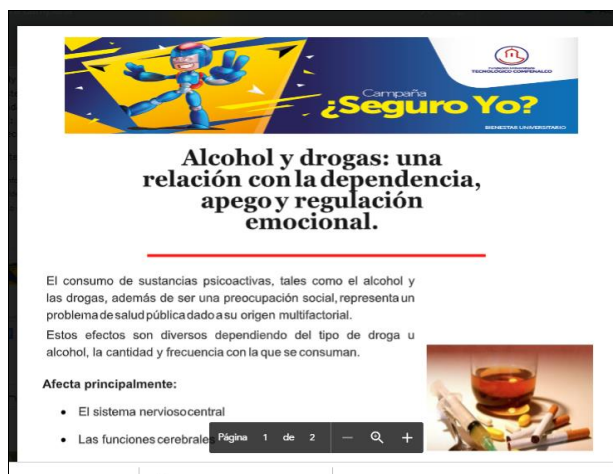 TECNOLÓGICO COMFENALCO
Campaña
¿Seguro Yo?
BIENESTAR UNIVERSITARIO
Alcohol y drogas: una
relación con la dependencia,
apego y regulación
emocional.
El consumo de sustancias psicoactivas, tales como el alcohol y
las drogas, además de ser una preocupación social, representa un
problema de salud pública dado a su origen multifactorial.
Estos efectos son diversos dependiendo del tipo de droga u
alcohol, la cantidad y frecuencia con la que se consuman.
Afecta principalmente:
• El sistema nervioso central
• Las funciones cerebrales
Página 1 de 2